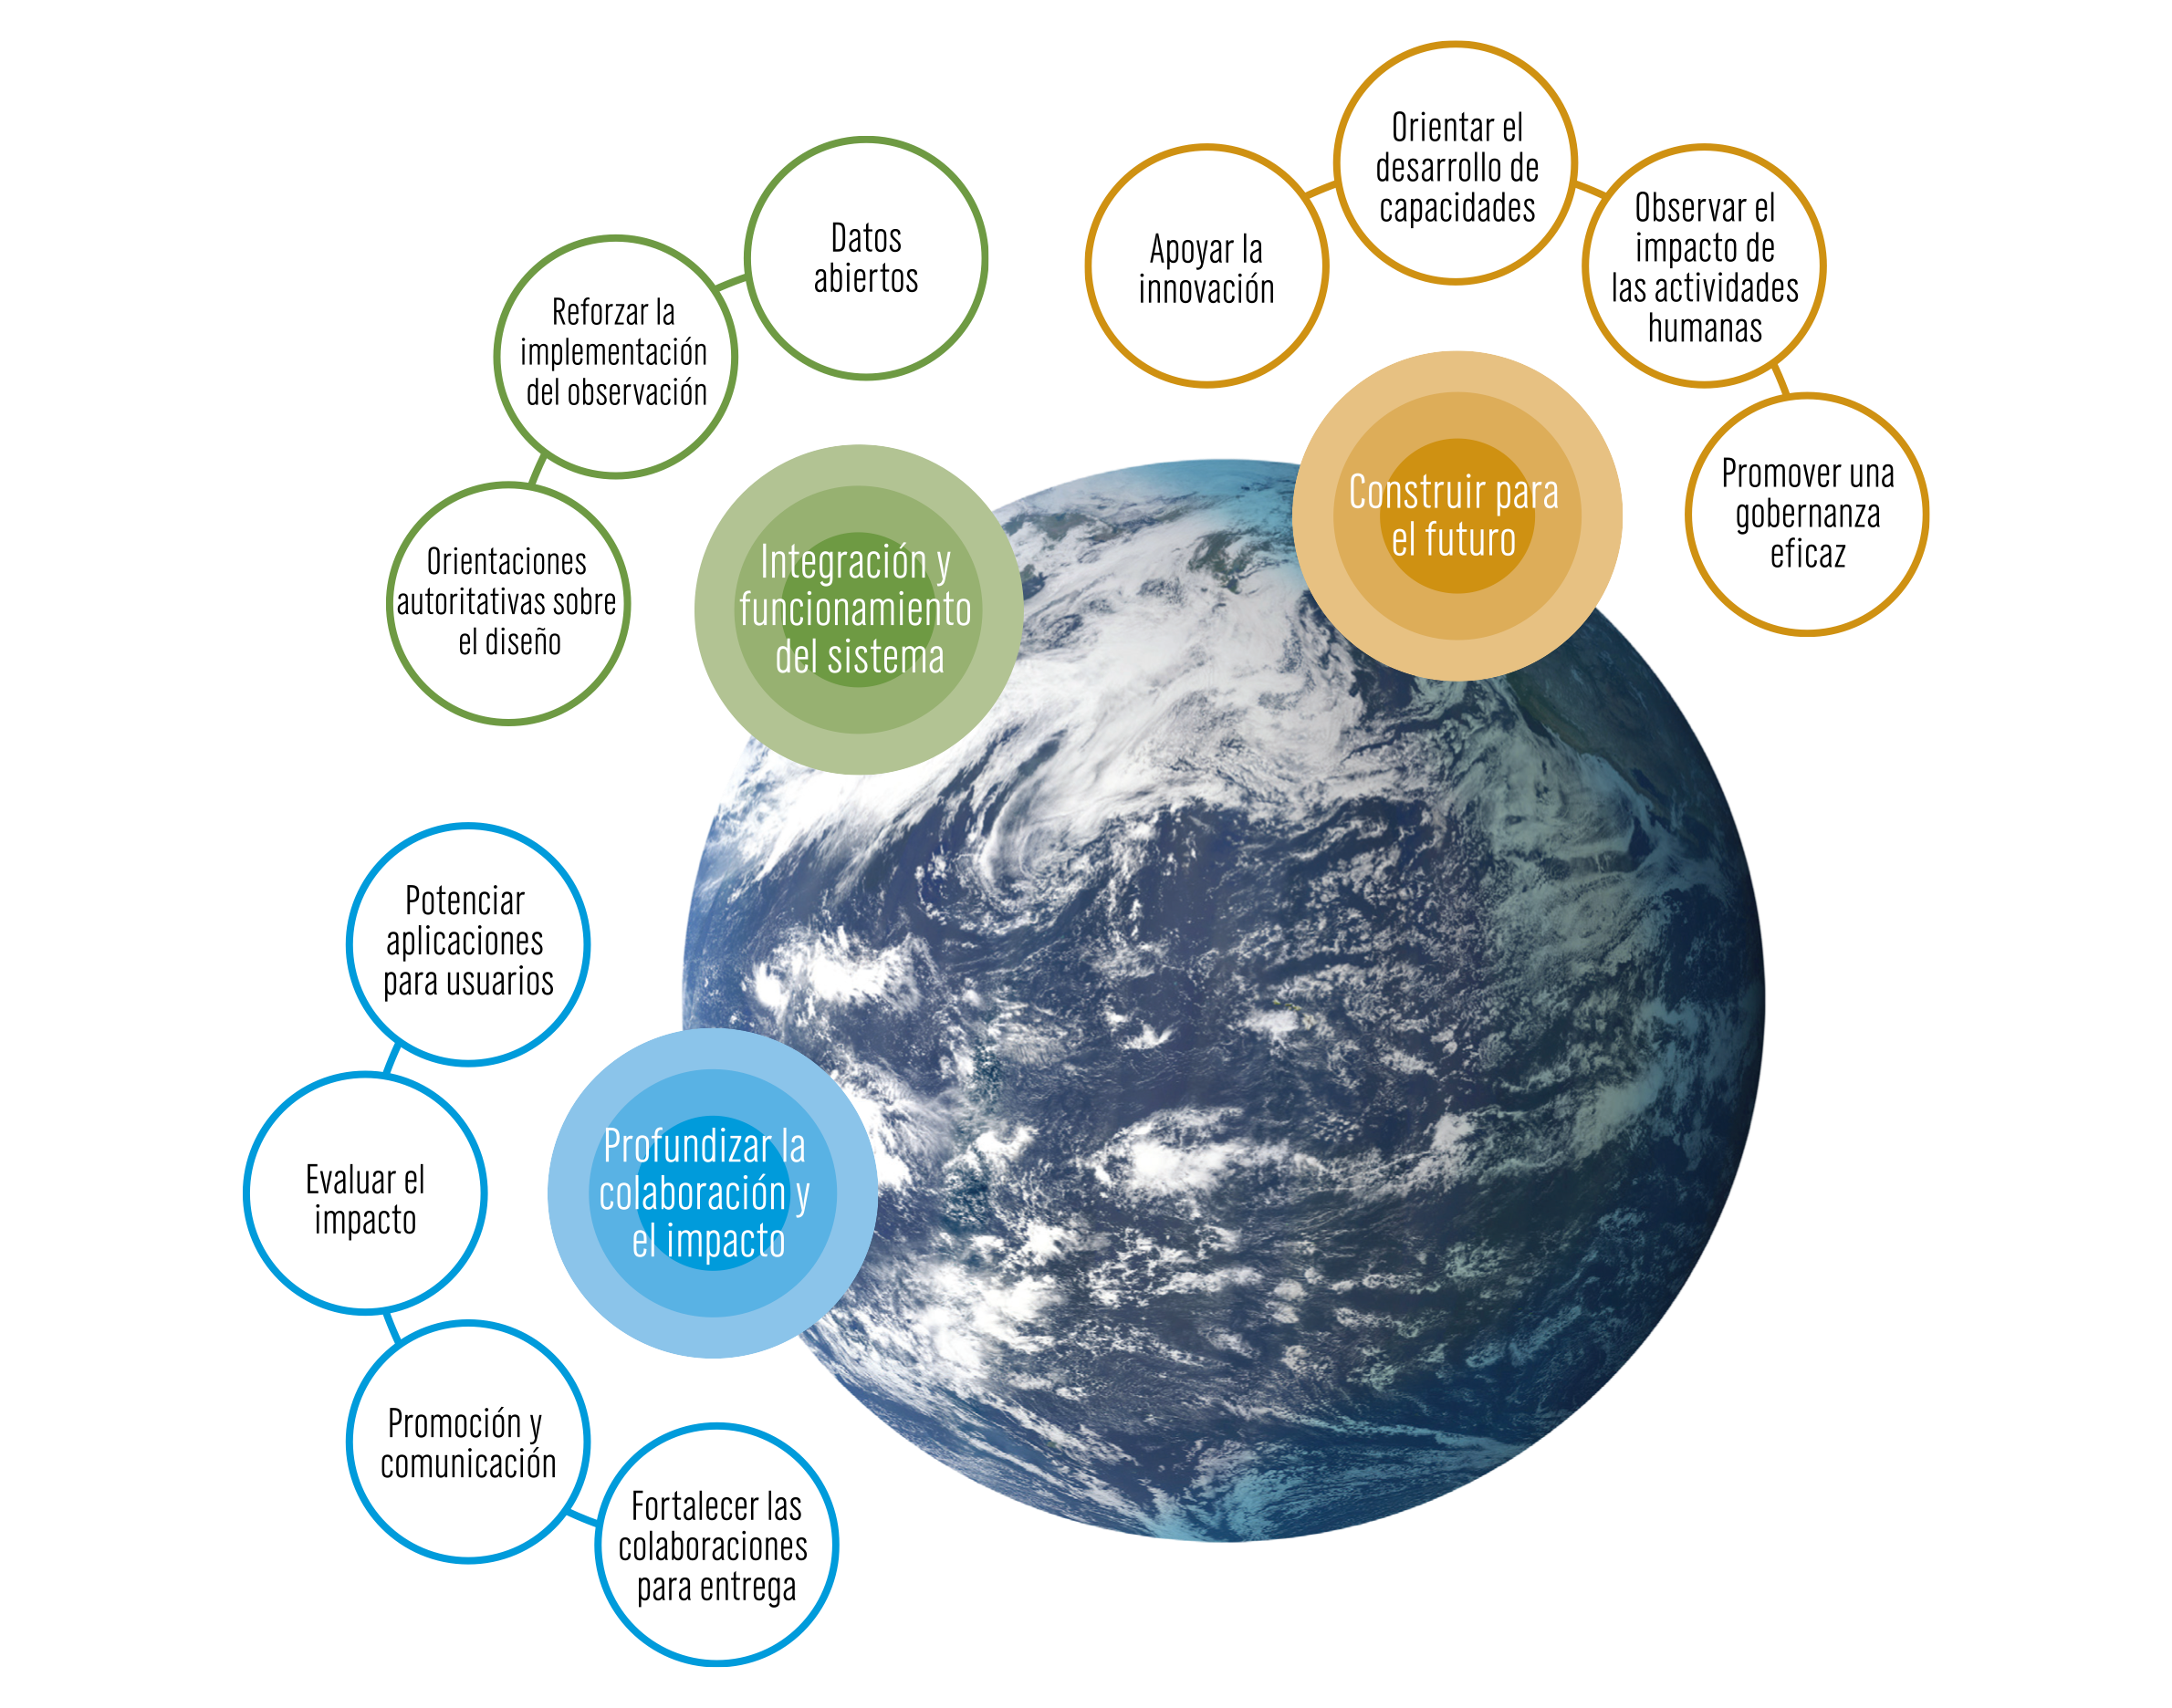 Datos
abiertos
Reforzar la
implementación
del observación
Orientaciones
autoritativas sobre
el diseño
Integración y
funcionamiento
del sistema
Apoyar la
innovación
Orientar el
desarrollo de
capacidades
Observar el
impacto de
las actividades
humanas
Promover una
gobernanza
eficaz
Construir para
el futuro
Potenciar
aplicaciones
para usuarios
Evaluar el
impacto
Promoción y
comunicación
Fortalecer las
colaboraciones
para entrega
Profundizar la
colaboración y
el impacto